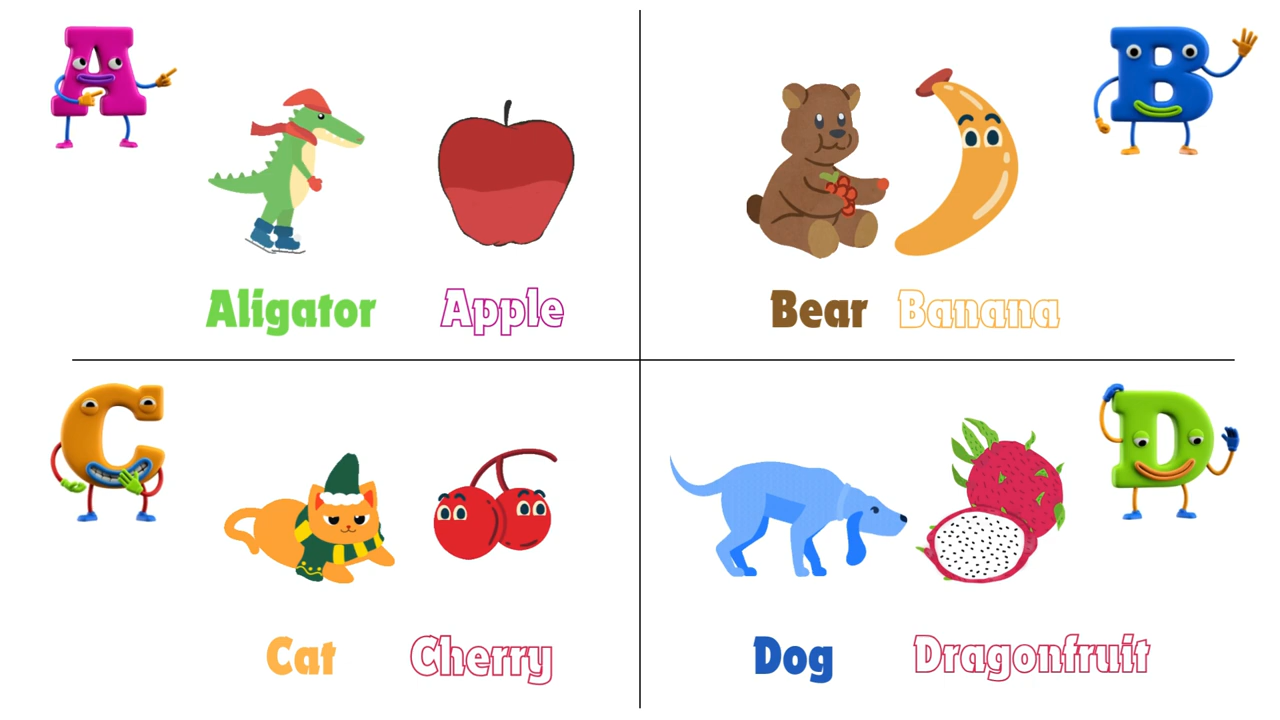 A
Aligator Apple
B
Bear Banana
C
Cat Cherry
D
Dog Dragonfruit